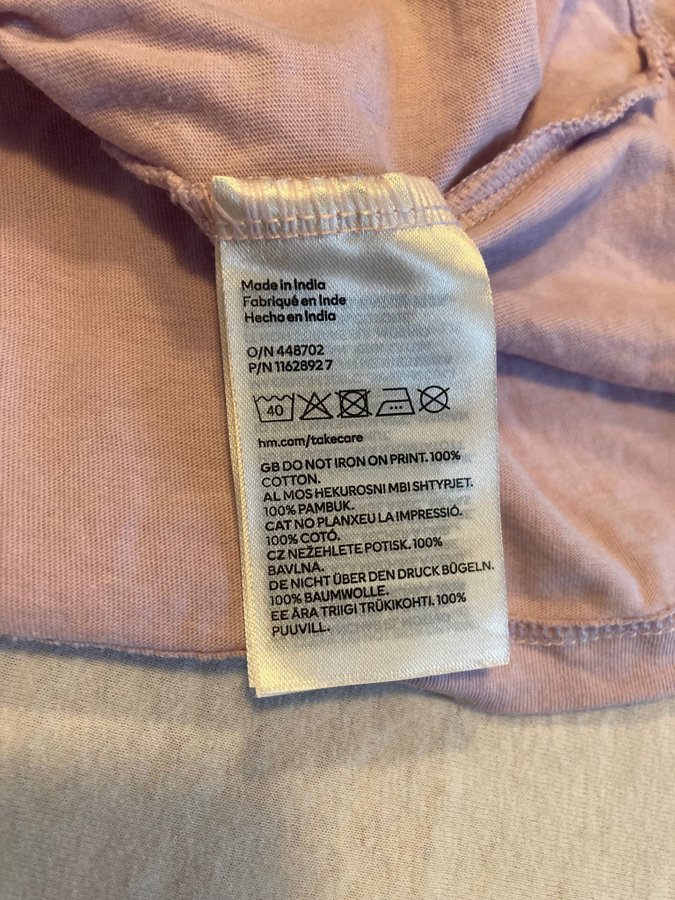 Made in India
Fabriqué en Inde
Hecho en India
O/N 448702
P/N 1162892 7
40
hm.com/takecare
GB DO NOT IRON ON PRINT. 100%
COTTON.
AL MOS HEKUROSNI MBI SHTYPJET.
100% PAMBUK.
CAT NO PLANXEU LA IMPRESSIÓ.
100% COTÓ.
CZ NEŽEHLETE POTISK. 100%
BAVLNA.
DE NICHT ÜBER DEN DRUCK BÜGELN.
100% BAUMWOLLE.
EE ÄRA TRIIGI TRÜKIKOHTI. 100%
PUUVILL.